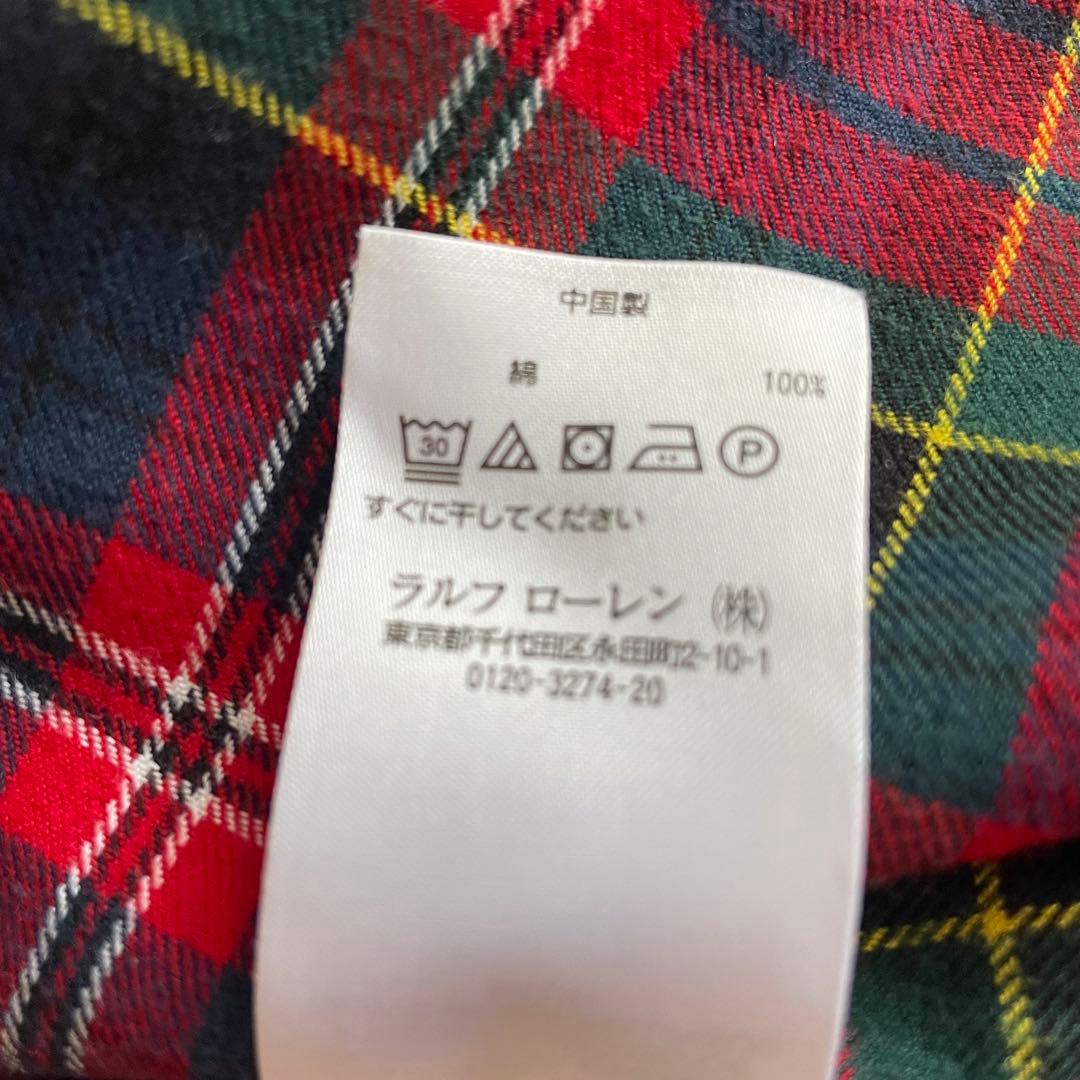 中国製
綿 100%
30 P
すぐに干してください
ラルフ ローレン (株)
東京都千代田区永田町2-10-1
0120-3274-20